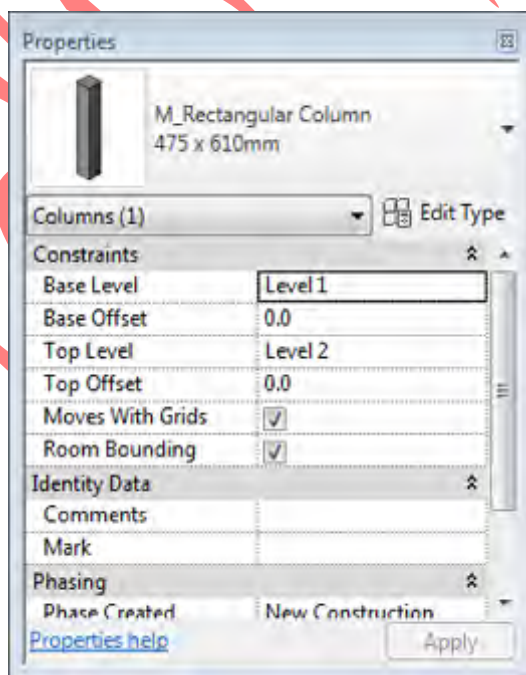 Properties
M_Rectangular Column
475 x 610mm
Columns (1)
Edit Type
Constraints
Base Level Level 1
Base Offset 0.0
Top Level Level 2
Top Offset 0.0
Moves With Grids
Room Bounding
Identity Data
Comments
Mark
Phasing
Phase Created New Construction
Properties help Apply